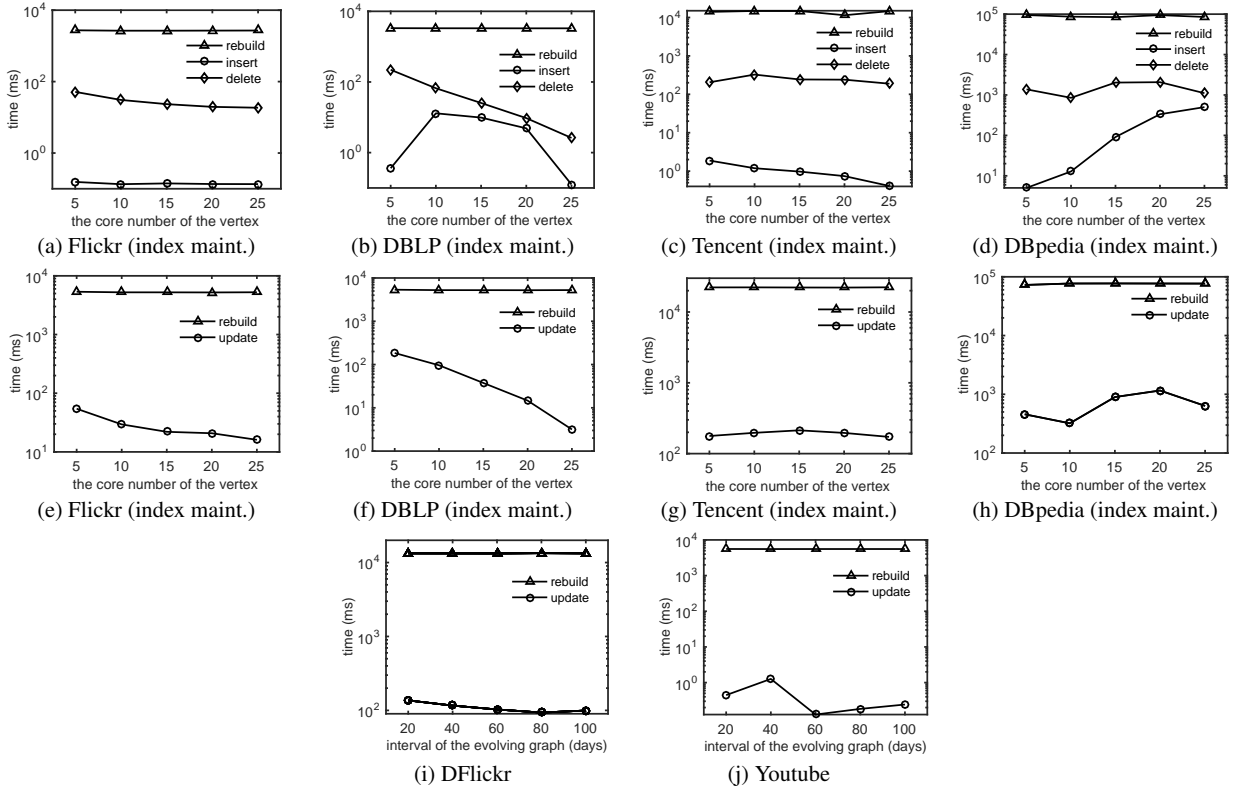 time (ms)
10^4
10^2
10^0
rebuild
insert
delete
5 10 15 20 25
the core number of the vertex
(a) Flickr (index maint.)
time (ms)
10^4
10^2
10^0
rebuild
insert
delete
5 10 15 20 25
the core number of the vertex
(b) DBLP (index maint.)
time (ms)
10^4
10^3
10^2
10^1
10^0
rebuild
insert
delete
5 10 15 20 25
the core number of the vertex
(c) Tencent (index maint.)
time (ms)
10^5
10^4
10^3
10^2
10^1
rebuild
insert
delete
5 10 15 20 25
the core number of the vertex
(d) DBpedia (index maint.)
time (ms)
10^4
10^3
10^2
10^1
rebuild
update
5 10 15 20 25
the core number of the vertex
(e) Flickr (index maint.)
time (ms)
10^4
10^3
10^2
10^1
10^0
rebuild
update
5 10 15 20 25
the core number of the vertex
(f) DBLP (index maint.)
time (ms)
10^4
10^3
10^2
rebuild
update
5 10 15 20 25
the core number of the vertex
(g) Tencent (index maint.)
time (ms)
10^5
10^4
10^3
10^2
rebuild
update
5 10 15 20 25
the core number of the vertex
(h) DBpedia (index maint.)
time (ms)
10^4
10^3
10^2
rebuild
update
20 40 60 80 100
interval of the evolving graph (days)
(i) DFlickr
time (ms)
10^4
10^3
10^2
10^1
10^0
rebuild
update
20 40 60 80 100
interval of the evolving graph (days)
(j) Youtube